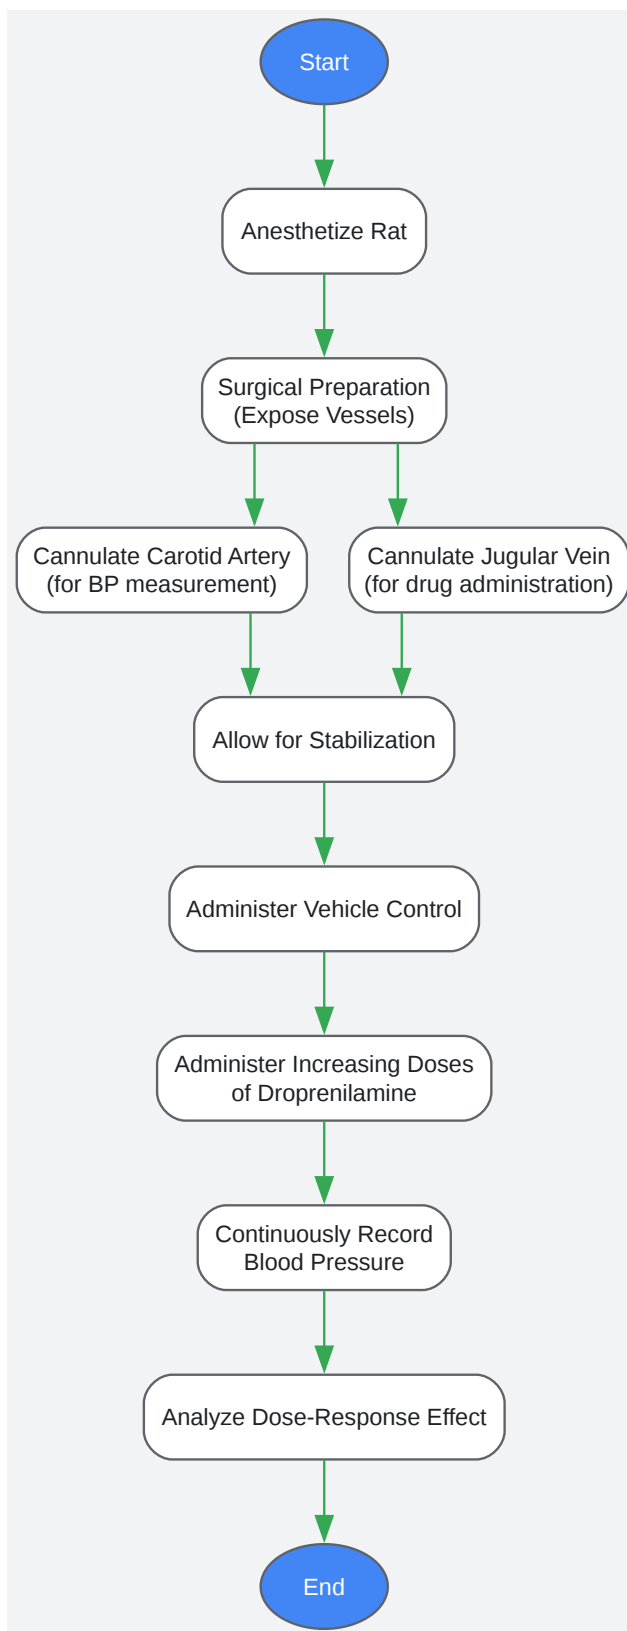 Start
Anesthetize Rat
Surgical Preparation
(Expose Vessels)
Cannulate Carotid Artery
(for BP measurement)
Cannulate Jugular Vein
(for drug administration)
Allow for Stabilization
Administer Vehicle Control
Administer Increasing Doses
of Droprenilamine
Continuously Record
Blood Pressure
Analyze Dose-Response Effect
End